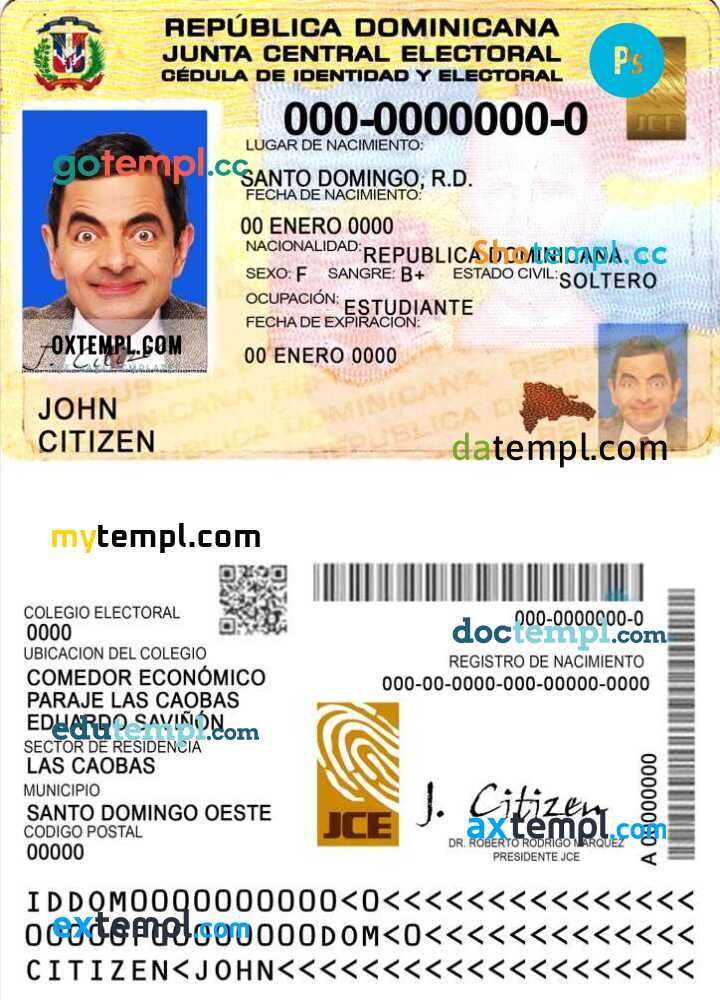 REPÚBLICA DOMINICANA
JUNTA CENTRAL ELECTORAL
CÉDULA DE IDENTIDAD Y ELECTORAL
Ps
JCE
000-0000000-0
LUGAR DE NACIMIENTO:
gotempl.cc
SANTO DOMINGO, R.D.
FECHA DE NACIMIENTO:
00 ENERO 0000
NACIONALIDAD: REPUBLICA DOMINICANA
Shotempl.cc
SEXO: F SANGRE: B+ ESTADO CIVIL: SOLTERO
OCUPACIÓN: ESTUDIANTE
FECHA DE EXPIRACION:
OXTEMPL.COM
J. Citizen
00 ENERO 0000
JOHN
CITIZEN
datempl.com
mytempl.com
COLEGIO ELECTORAL
0000
UBICACION DEL COLEGIO
COMEDOR ECONÓMICO
PARAJE LAS CAOBAS
EDUARDO SAVIÑÓN
edutempl.com
SECTOR DE RESIDENCIA
LAS CAOBAS
MUNICIPIO
SANTO DOMINGO OESTE
CODIGO POSTAL
00000
000-0000000-0
doctempl.com
REGISTRO DE NACIMIENTO
000-00-0000-000-00000-0000
JCE
J. Citizen
axtempl.com
DR. ROBERTO RODRIGO MARQUEZ
PRESIDENTE JCE
IDDOM0000000000<0<<<<<<<<<<<<<<<
extempl.com
CITIZEN<JOHN<<<<<<<<<<<<<<<<<<<<